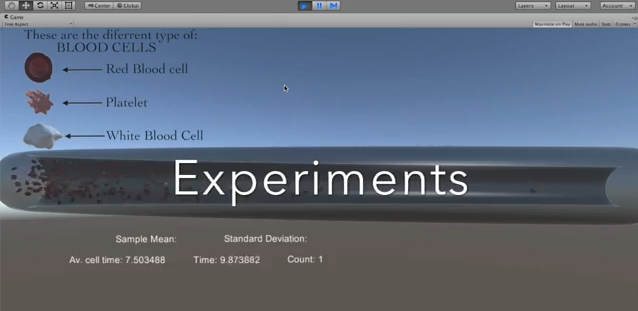 Center Global Layers Layout Account
Game
Free Aspect Maximize on Play Mute audio Stats Gizmos
These are the diferrent type of:
BLOOD CELLS
Red Blood cell
Platelet
White Blood Cell
Experiments
Sample Mean: Standard Deviation:
Av. cell time: 7.503488 Time: 9.873682 Count: 1